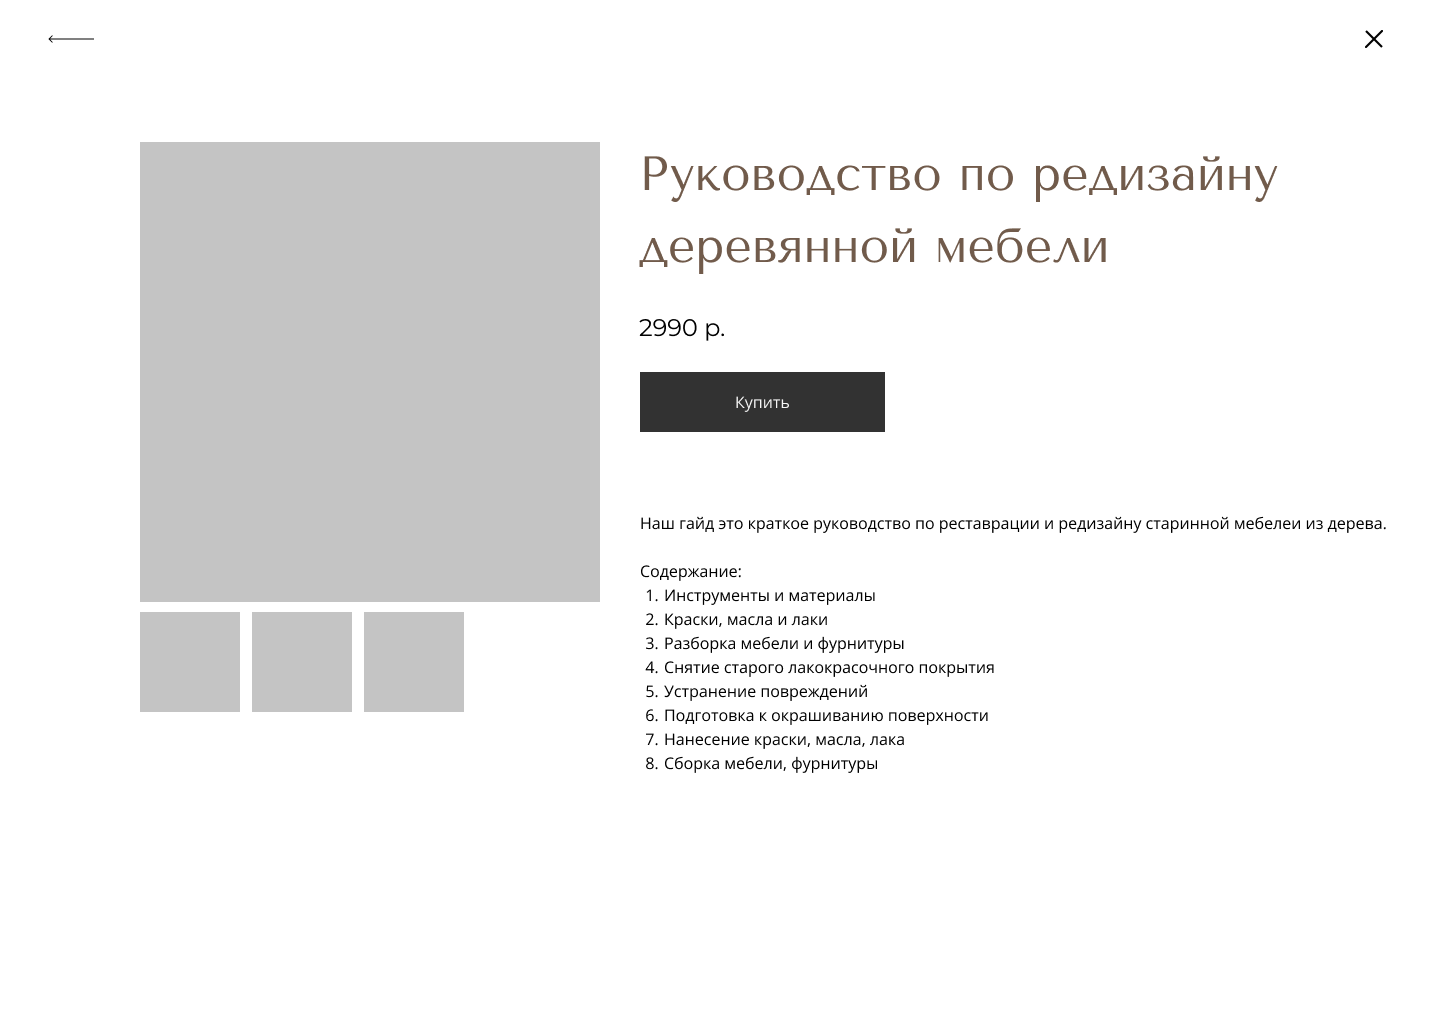 Руководство по редизайну
деревянной мебели
2990 р.
Купить
Наш гайд это краткое руководство по реставрации и редизайну старинной мебелеи из дерева.
Содержание:
1. Инструменты и материалы
2. Краски, масла и лаки
3. Разборка мебели и фурнитуры
4. Снятие старого лакокрасочного покрытия
5. Устранение повреждений
6. Подготовка к окрашиванию поверхности
7. Нанесение краски, масла, лака
8. Сборка мебели, фурнитуры